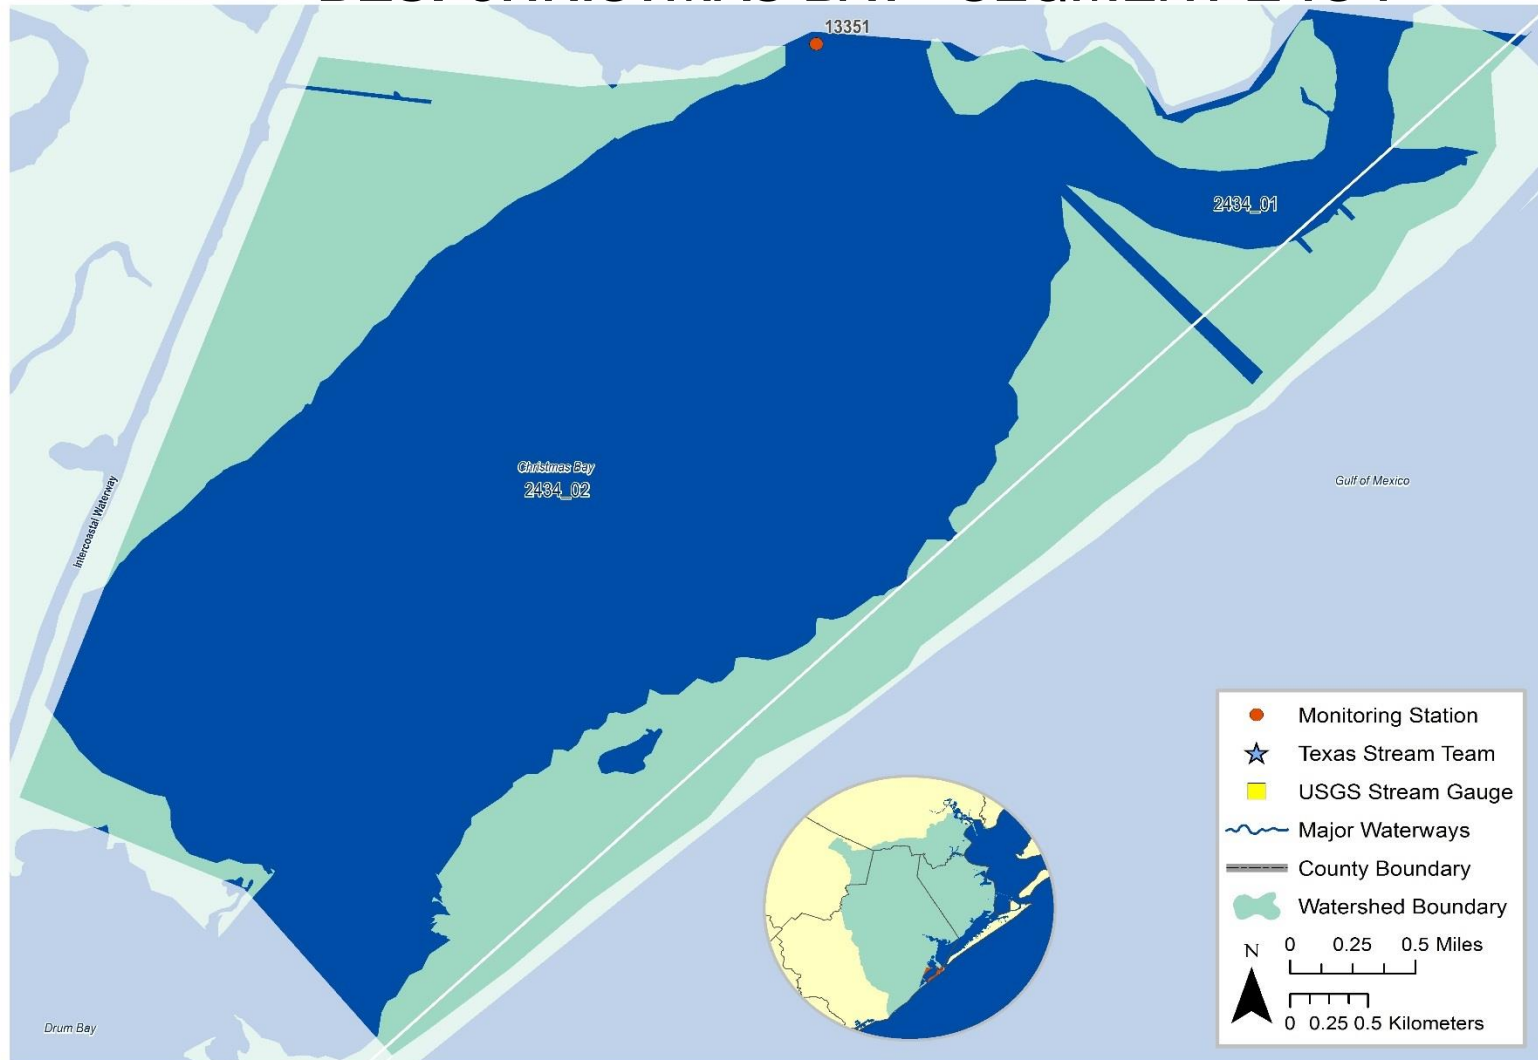 13351
2434_01
Christmas Bay
2434_02
Gulf of Mexico
Intercoastal Waterway
Drum Bay
Monitoring Station
Texas Stream Team
USGS Stream Gauge
Major Waterways
County Boundary
Watershed Boundary
N
0 0.25 0.5 Miles
0 0.25 0.5 Kilometers